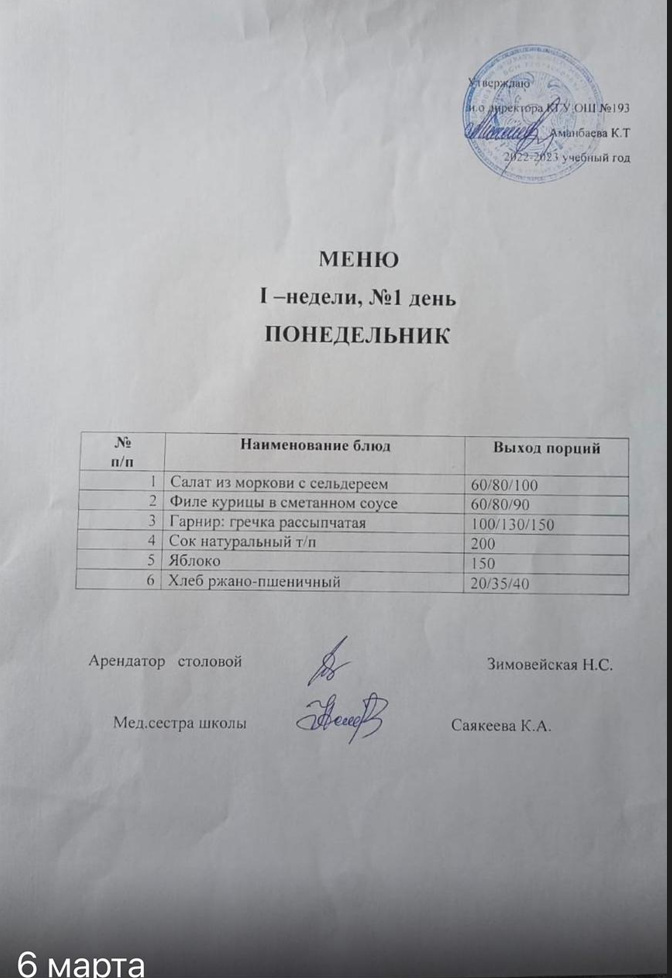 Утверждаю
и.о директора КГУ ОШ №193
Аманбаева К.Т
2022-2023 учебный год
МЕНЮ
I –недели, №1 день
ПОНЕДЕЛЬНИК
№ п/п Наименование блюд Выход порций
1 Салат из моркови с сельдереем 60/80/100
2 Филе курицы в сметанном соусе 60/80/90
3 Гарнир: гречка рассыпчатая 100/130/150
4 Сок натуральный т/п 200
5 Яблоко 150
6 Хлеб ржано-пшеничный 20/35/40
Арендатор столовой Зимовейская Н.С.
Мед.сестра школы Саякеева К.А.
6 марта